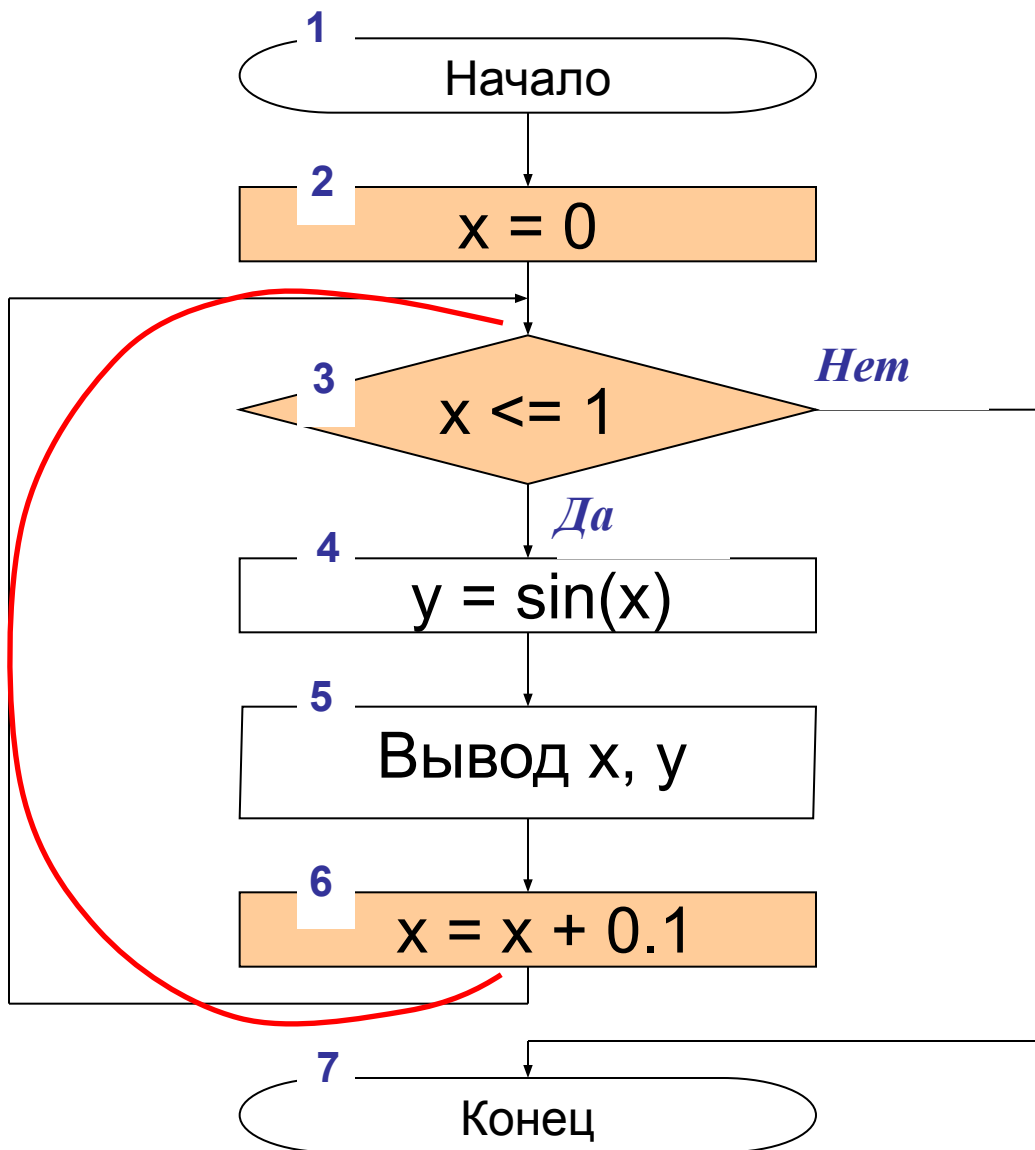 1
Начало
2
x = 0
3
x <= 1
Нет
Да
4
y = sin(x)
5
Вывод x, y
6
x = x + 0.1
7
Конец